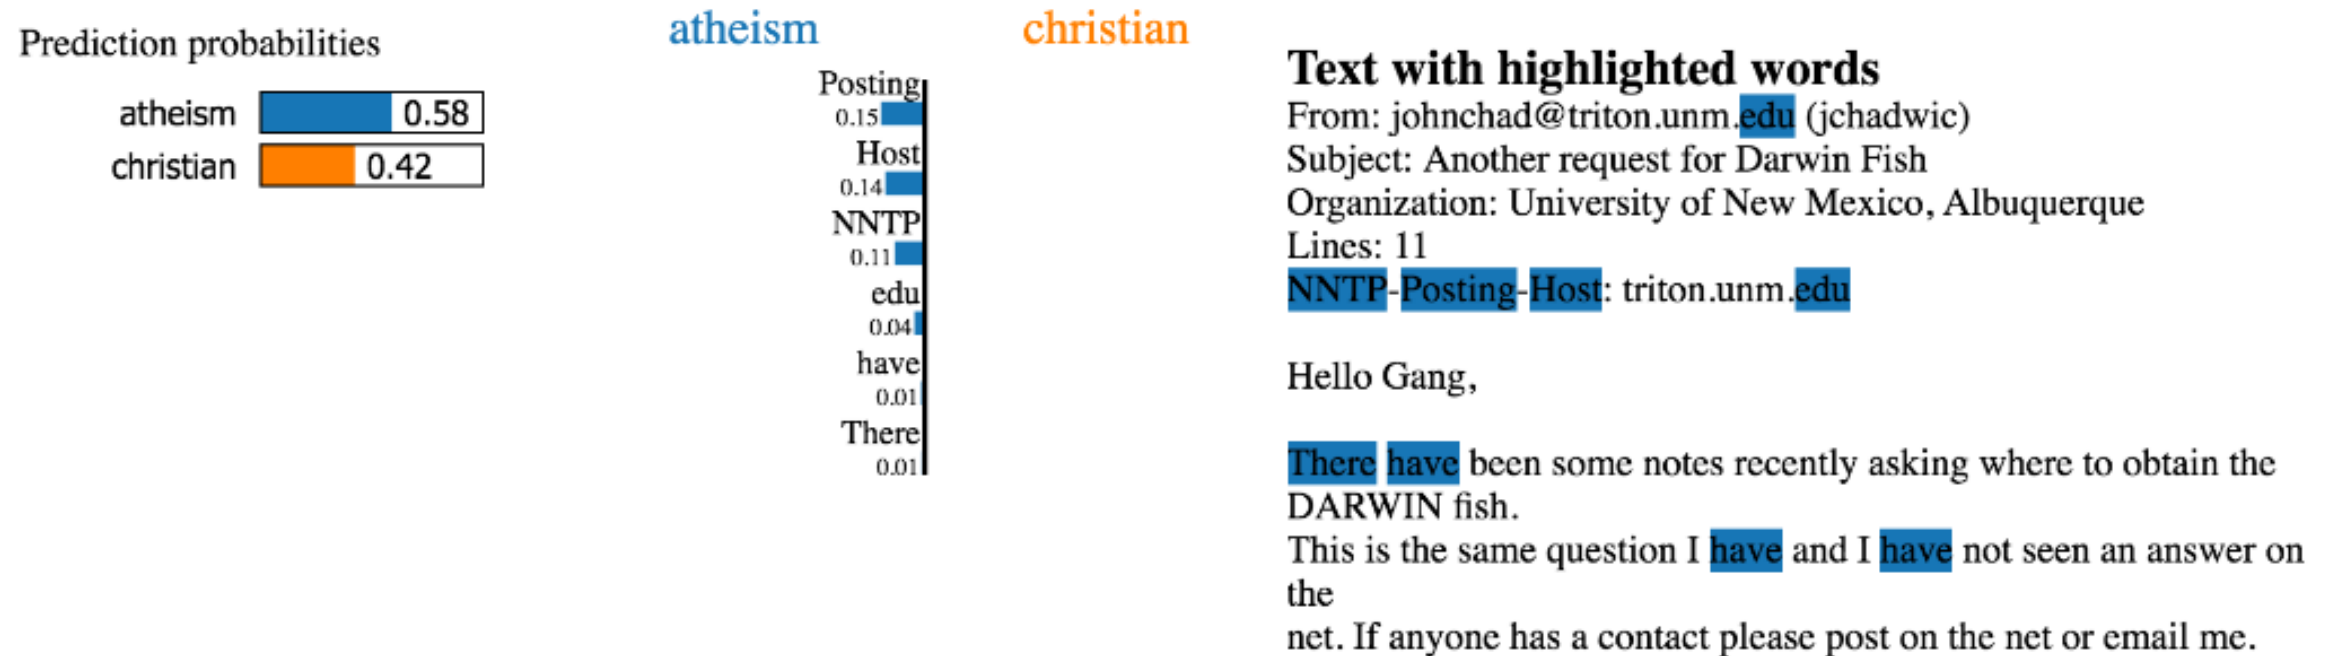 Prediction probabilities
atheism 0.58
christian 0.42
atheism christian
Posting
0.15
Host
0.14
NNTP
0.11
edu
0.04
have
0.01
There
0.01
Text with highlighted words
From: johnchad@triton.unm.edu (jchadwic)
Subject: Another request for Darwin Fish
Organization: University of New Mexico, Albuquerque
Lines: 11
NNTP-Posting-Host: triton.unm.edu
Hello Gang,
There have been some notes recently asking where to obtain the
DARWIN fish.
This is the same question I have and I have not seen an answer on
the
net. If anyone has a contact please post on the net or email me.